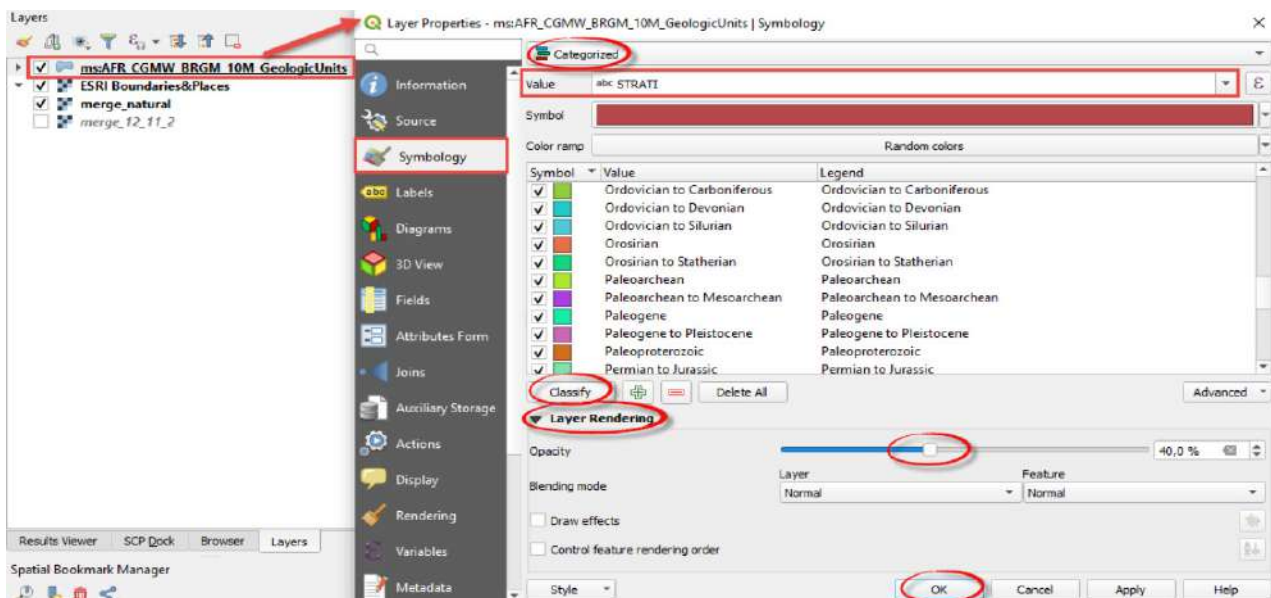 Layers
ms:AFR_CGMW_BRGM_10M_GeologicUnits
ESRI Boundaries&Places
merge_natural
merge_12_11_2
Results Viewer SCP Dock Browser Layers
Spatial Bookmark Manager
Layer Properties - ms:AFR_CGMW_BRGM_10M_GeologicUnits | Symbology
Information
Source
Symbology
Labels
Diagrams
3D View
Fields
Attributes Form
Joins
Auxiliary Storage
Actions
Display
Rendering
Variables
Metadata
Categorized
Value abc STRATI
Symbol
Color ramp Random colors
Symbol Value Legend
Ordovician to Carboniferous Ordovician to Carboniferous
Ordovician to Devonian Ordovician to Devonian
Ordovician to Silurian Ordovician to Silurian
Orosirian Orosirian
Orosirian to Statherian Orosirian to Statherian
Paleoarchean Paleoarchean
Paleoarchean to Mesoarchean Paleoarchean to Mesoarchean
Paleogene Paleogene
Paleogene to Pleistocene Paleogene to Pleistocene
Paleoproterozoic Paleoproterozoic
Permian to Jurassic Permian to Jurassic
Classify Delete All Advanced
Layer Rendering
Opacity 40,0 %
Layer Feature
Blending mode Normal Normal
Draw effects
Control feature rendering order
Style OK Cancel Apply Help